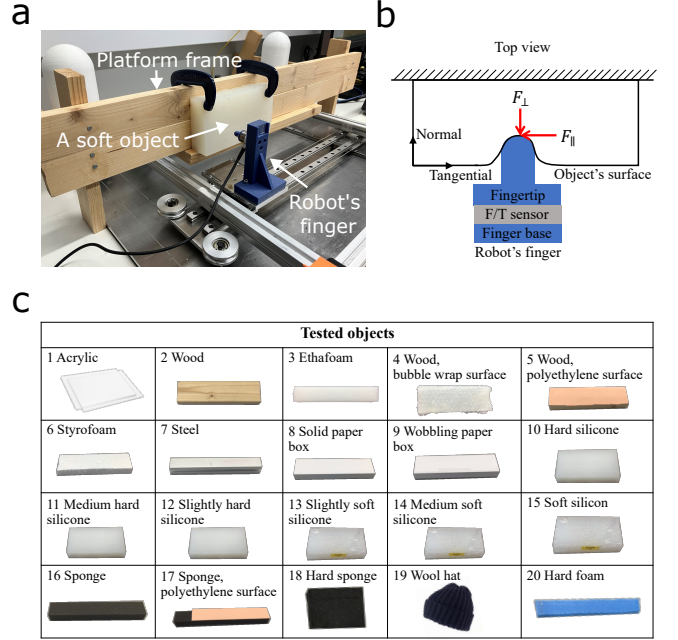 a
Platform frame
A soft object
Robot's
finger
b
Top view
F⊥
F∥
Normal
Tangential
Object's surface
Fingertip
F/T sensor
Finger base
Robot's finger
c
Tested objects
1 Acrylic
2 Wood
3 Ethafoam
4 Wood,
bubble wrap surface
5 Wood,
polyethylene surface
6 Styrofoam
7 Steel
8 Solid paper
box
9 Wobbling paper
box
10 Hard silicone
11 Medium hard
silicone
12 Slightly hard
silicone
13 Slightly soft
silicone
14 Medium soft
silicone
15 Soft silicon
16 Sponge
17 Sponge,
polyethylene surface
18 Hard sponge
19 Wool hat
20 Hard foam